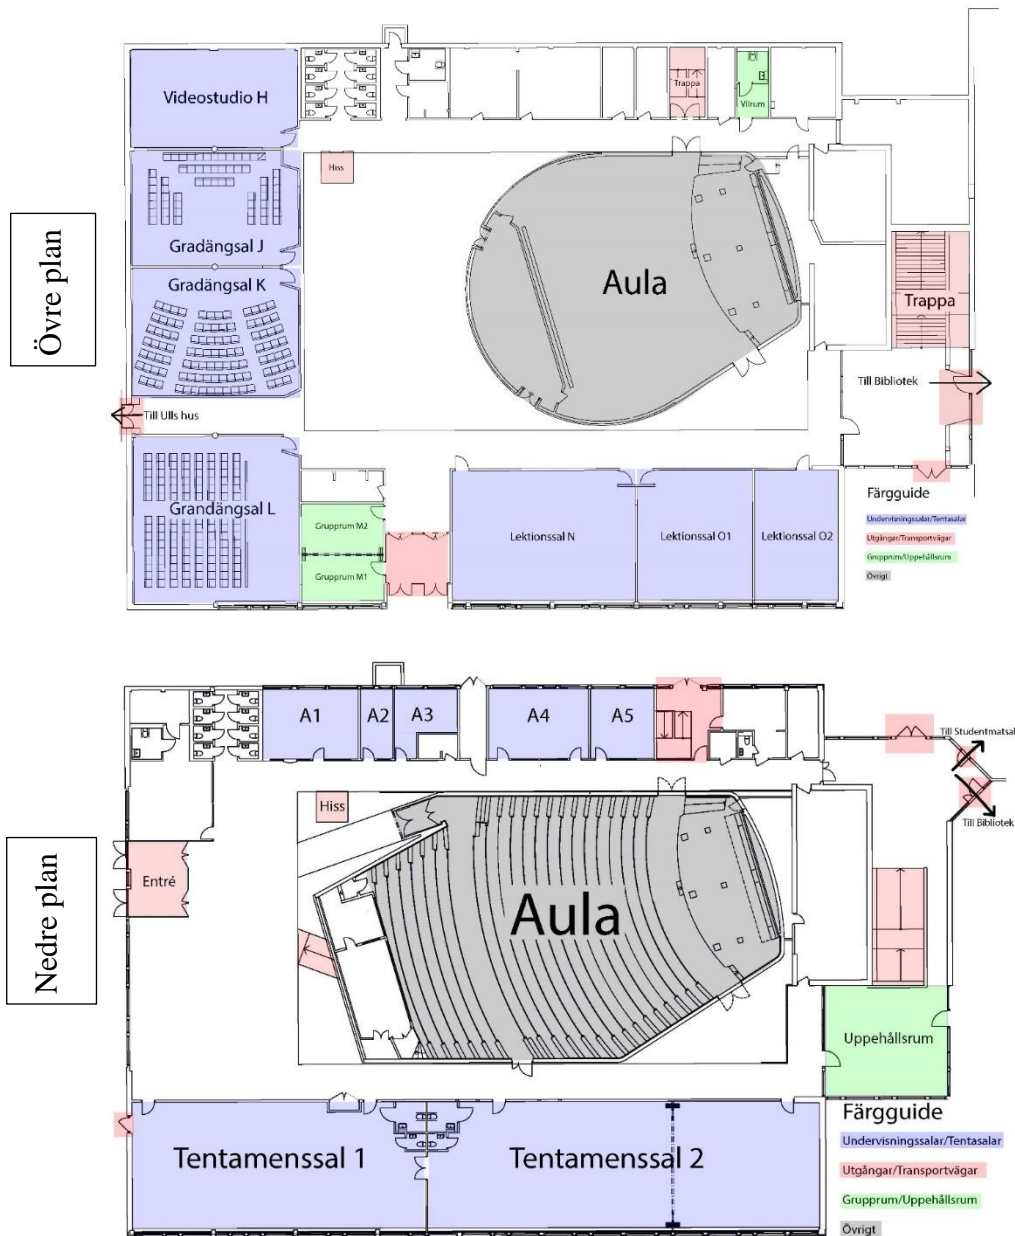 Övre plan
Videostudio H
Trappa
Vilrum
Hiss
Gradängsal J
Gradängsal K
Aula
Trappa
Till Bibliotek
Till Ulls hus
Grandängsal L
Grupprum M2
Grupprum M1
Lektionssal N
Lektionssal O1
Lektionssal O2
Färgguide
Undervisningssalar/Tentasalar
Utgångar/Transportvägar
Grupprum/Uppehållsrum
Övrigt
Nedre plan
A1
A2
A3
A4
A5
Till Studentmatsal
Till Bibliotek
Hiss
Entré
Aula
Uppehållsrum
Tentamenssal 1
Tentamenssal 2
Färgguide
Undervisningssalar/Tentasalar
Utgångar/Transportvägar
Grupprum/Uppehållsrum
Övrigt